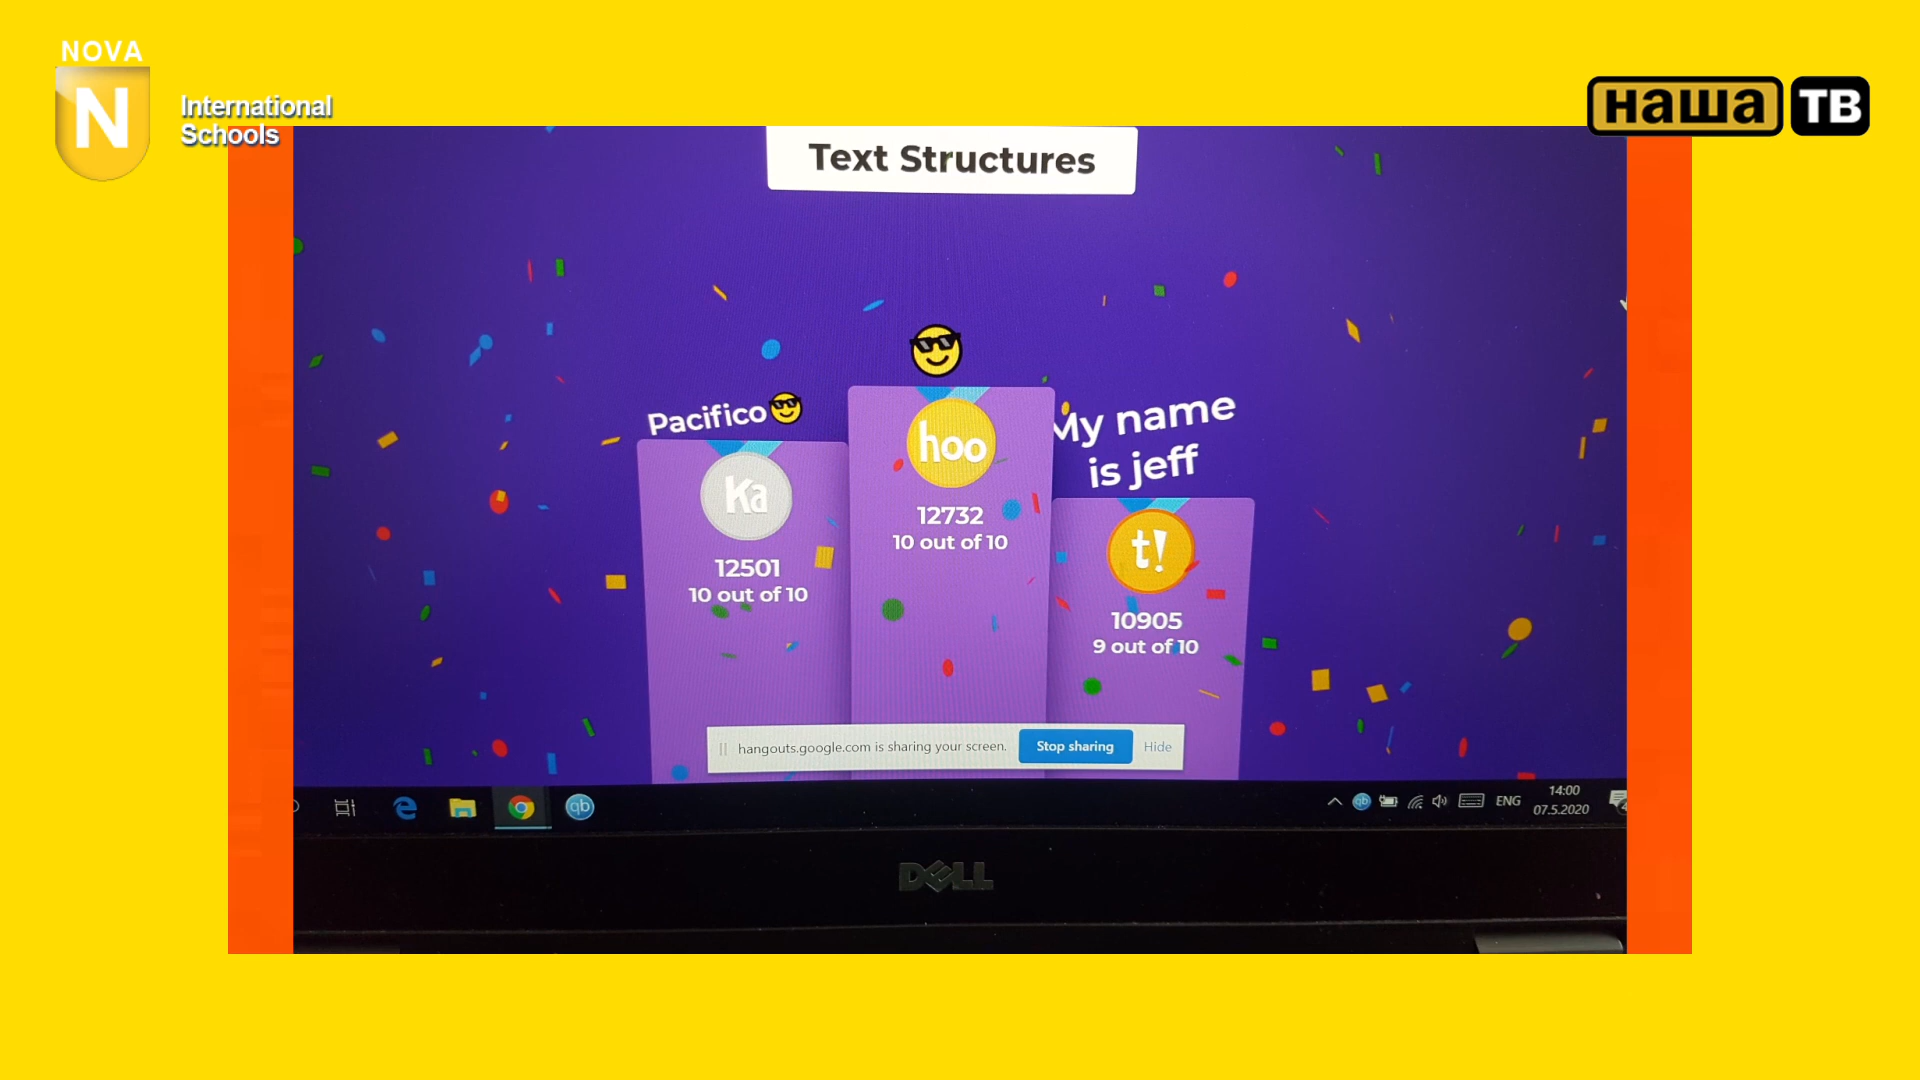 NOVA
N
International
Schools
наша ТВ
Text Structures
Pacifico
My name
is jeff
Ka
hoo
t!
12501
10 out of 10
12732
10 out of 10
10905
9 out of 10
hangouts.google.com is sharing your screen.
Stop sharing
Hide
qb
qb
ENG
14:00
07.5.2020
DELL